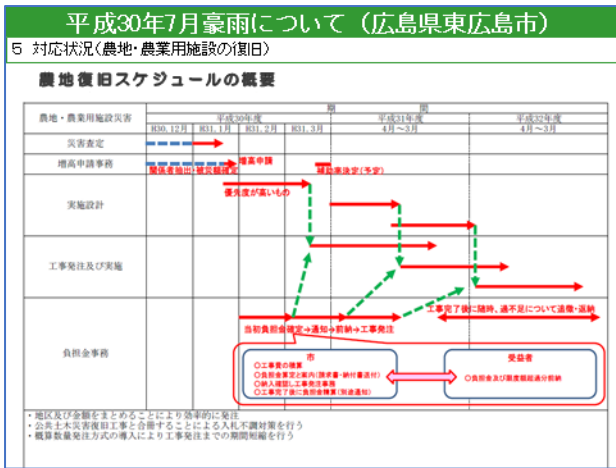 平成30年7月豪雨について（広島県東広島市）
5 対応状況(農地・農業用施設の復旧)
農地復旧スケジュールの概要
農地・農業用施設災害
期 間
平成30年度 平成31年度 平成32年度
H30.12月 H31.1月 H31.2月 H31.3月 4月～3月 4月～3月
災害査定
増高申請事務
増高申請
関係者抽出・被災額確定
補助率決定(予定)
実施設計
優先度が高いもの
工事発注及び実施
負担金事務
工事完了後に随時、過不足について追徴・返納
当初負担金確定→通知→前納→工事発注
市
○工事費の積算
○負担金算定と案内(請求書・納付書送付)
○納入確認し工事発注事務
○工事完了後に負担金精算(別途通知)
受益者
○負担金及び限度額超過分前納
・地区及び金額をまとめることにより効率的に発注
・公共土木災害復旧工事と合冊することによる入札不調対策を行う
・概算数量発注方式の導入により工事発注までの期間短縮を行う